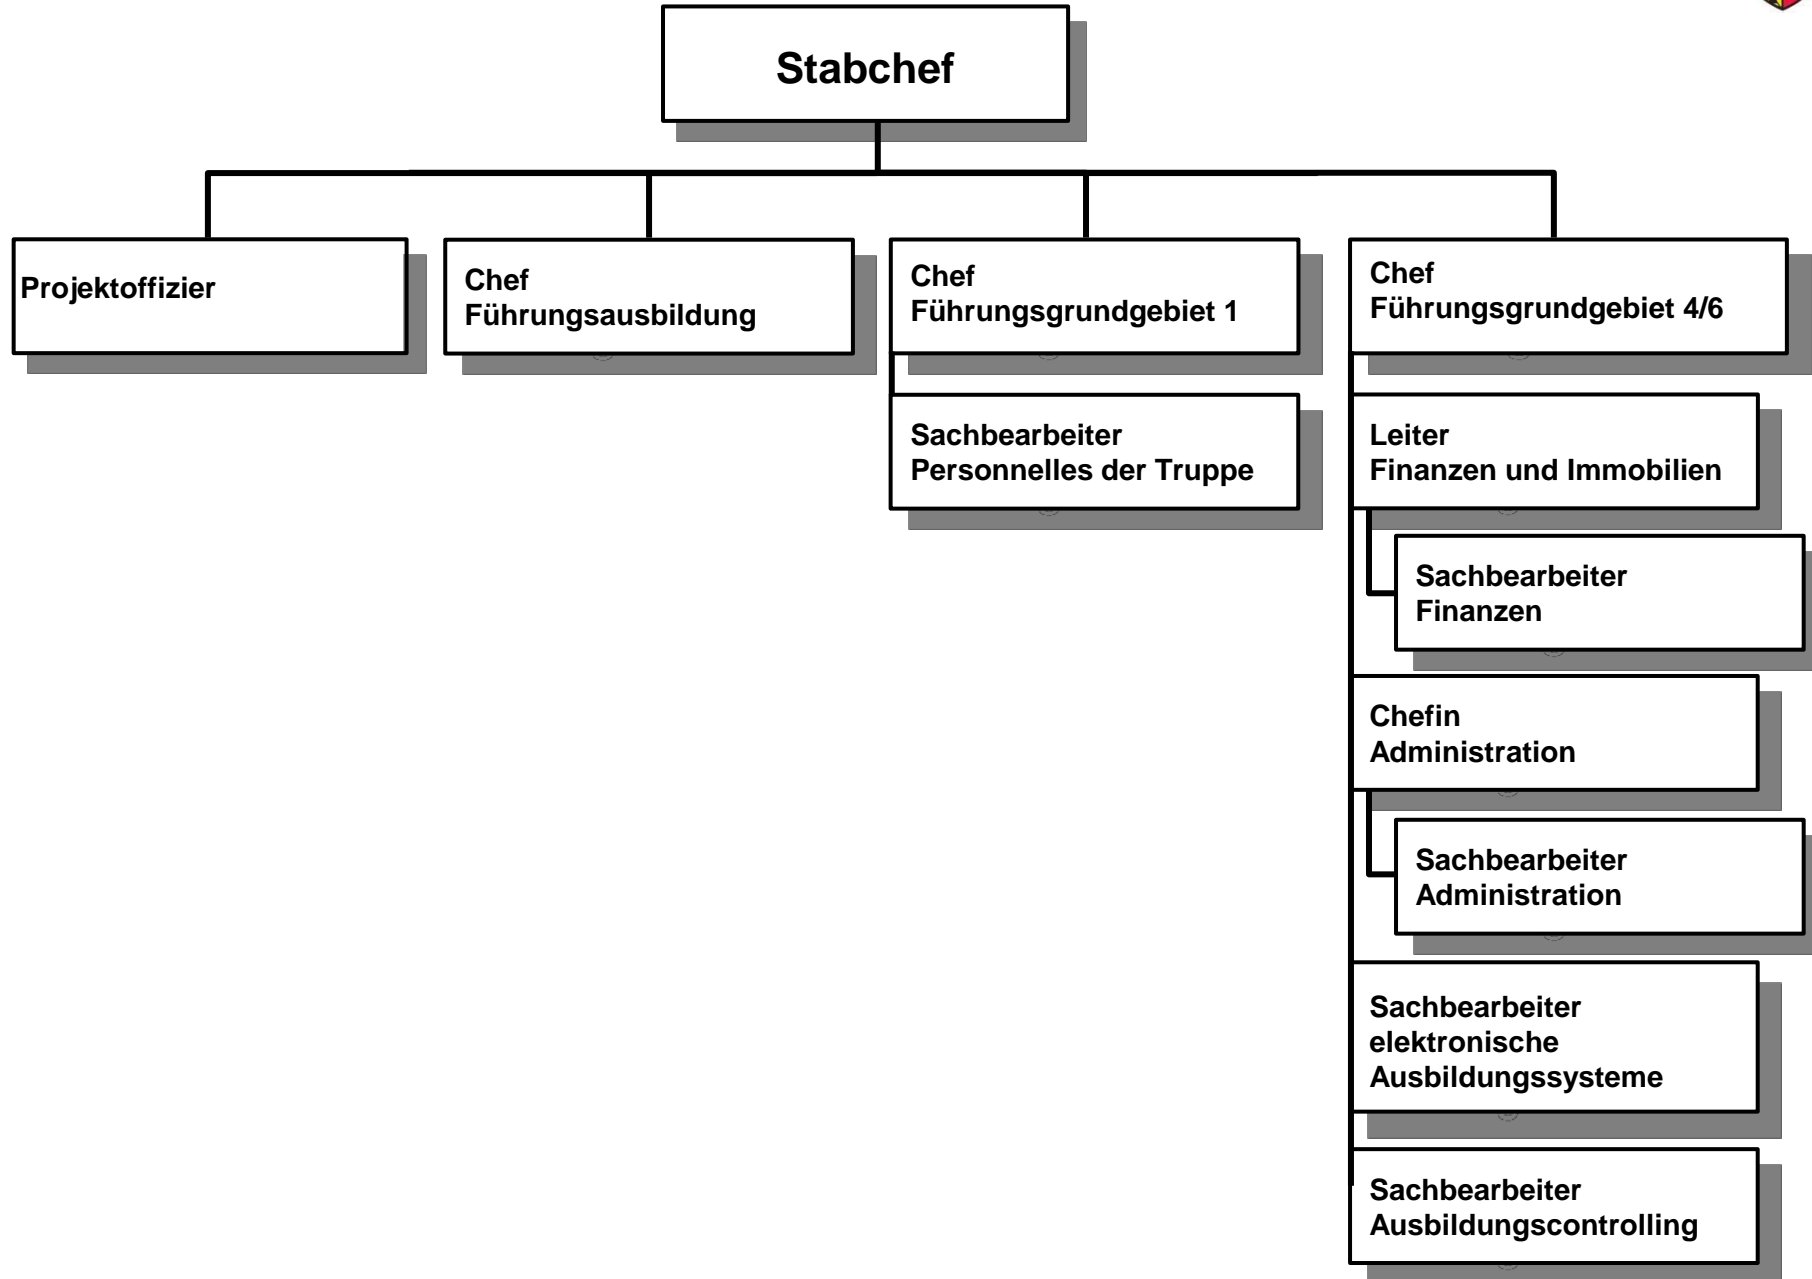 Stabchef
Projektoffizier
Chef
Führungsausbildung
Chef
Führungsgrundgebiet 1
Chef
Führungsgrundgebiet 4/6
Sachbearbeiter
Personnelles der Truppe
Leiter
Finanzen und Immobilien
Sachbearbeiter
Finanzen
Chefin
Administration
Sachbearbeiter
Administration
Sachbearbeiter
elektronische
Ausbildungssysteme
Sachbearbeiter
Ausbildungscontrolling